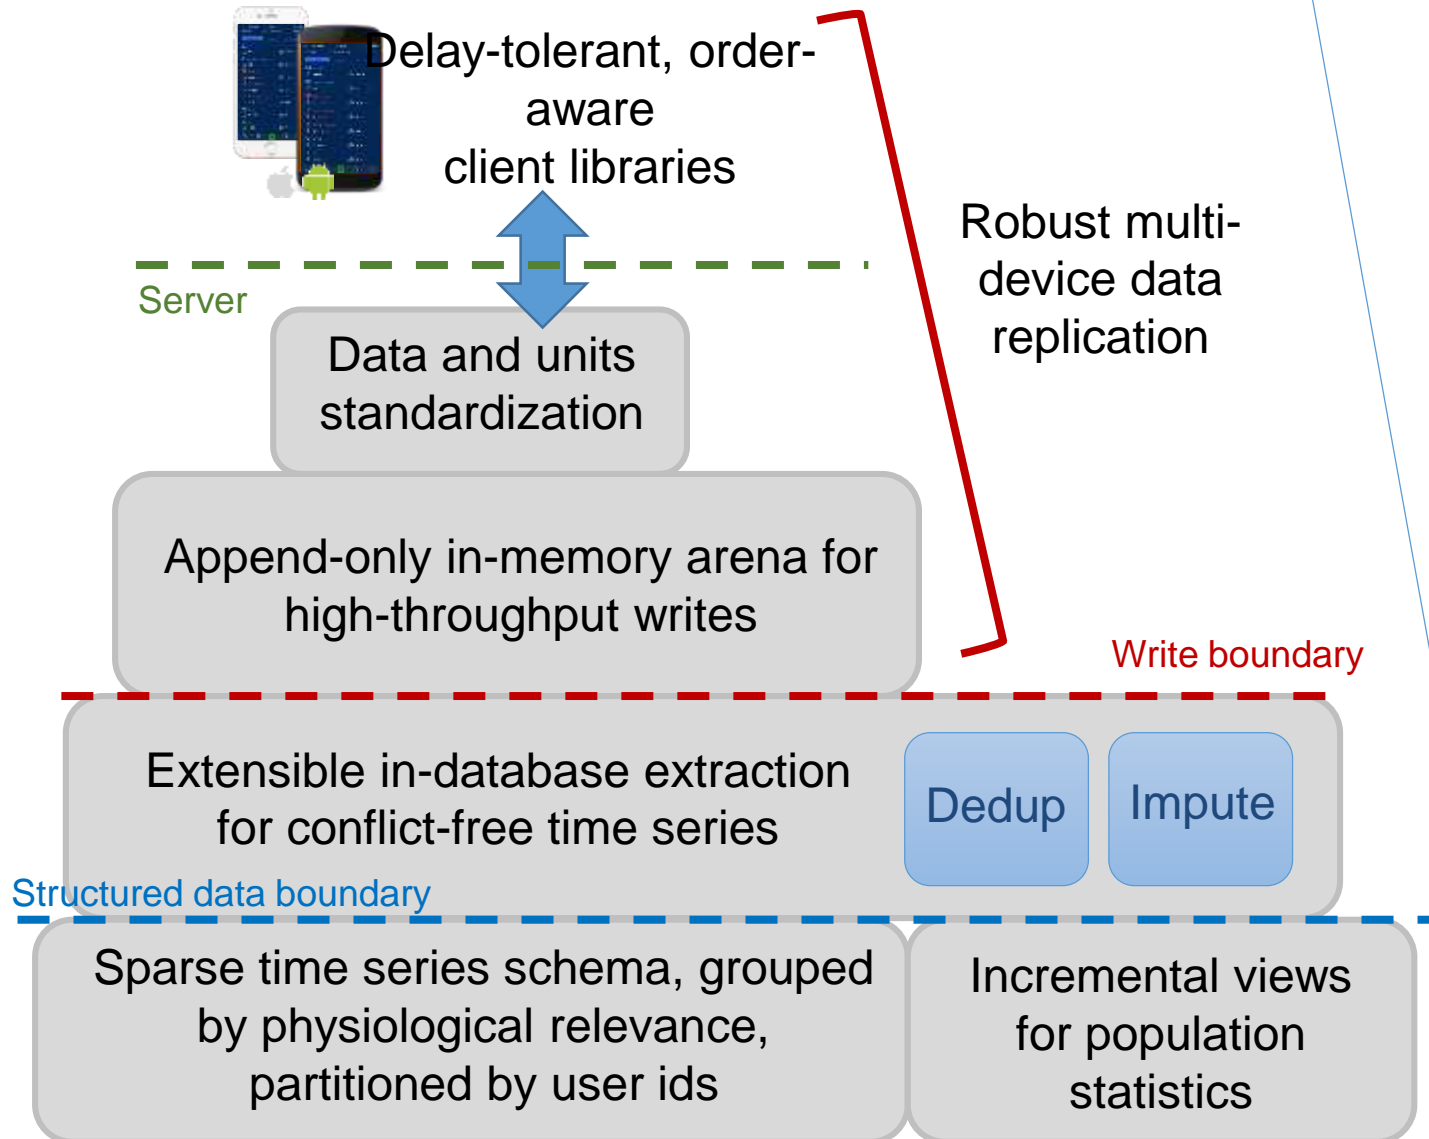 Delay-tolerant, order-
aware
client libraries
Robust multi-
device data
replication
Server
Data and units
standardization
Append-only in-memory arena for
high-throughput writes
Write boundary
Extensible in-database extraction
for conflict-free time series
Dedup
Impute
Structured data boundary
Sparse time series schema, grouped
by physiological relevance,
partitioned by user ids
Incremental views
for population
statistics